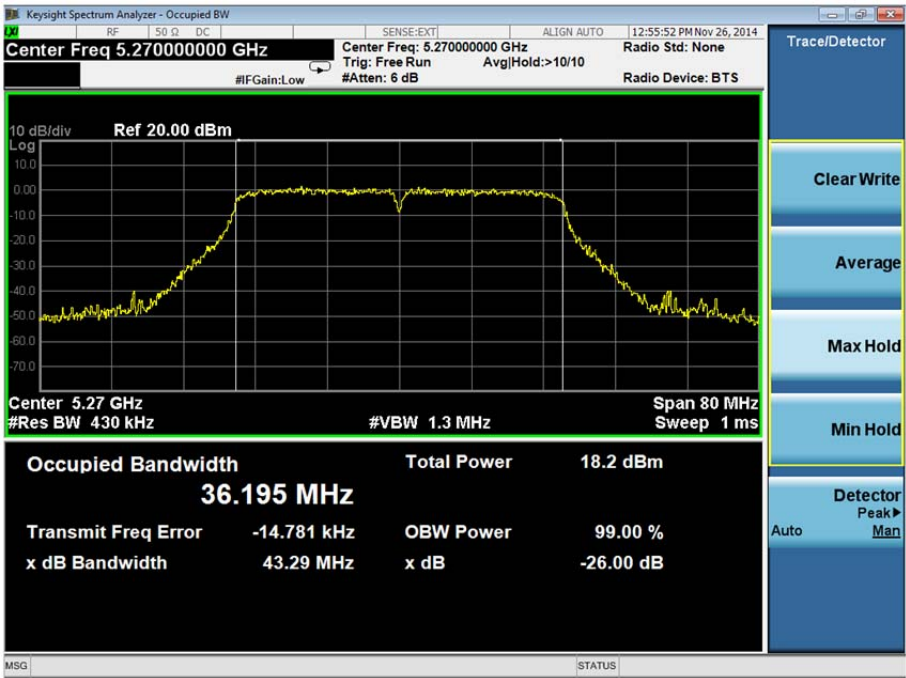 Keysight Spectrum Analyzer - Occupied BW
LXI RF 50 Ω DC SENSE:EXT ALIGN AUTO 12:55:52 PM Nov 26, 2014
Center Freq 5.270000000 GHz
Center Freq: 5.270000000 GHz
Radio Std: None
Trig: Free Run Avg|Hold:>10/10
#IFGain:Low
#Atten: 6 dB
Radio Device: BTS
10 dB/div Ref 20.00 dBm
Log
10.0
0.00
-10.0
-20.0
-30.0
-40.0
-50.0
-60.0
-70.0
Center 5.27 GHz Span 80 MHz
#Res BW 430 kHz #VBW 1.3 MHz Sweep 1 ms
Occupied Bandwidth Total Power 18.2 dBm
36.195 MHz
Transmit Freq Error -14.781 kHz OBW Power 99.00 %
x dB Bandwidth 43.29 MHz x dB -26.00 dB
Trace/Detector
Clear Write
Average
Max Hold
Min Hold
Detector
Peak▶
Auto Man
MSG STATUS